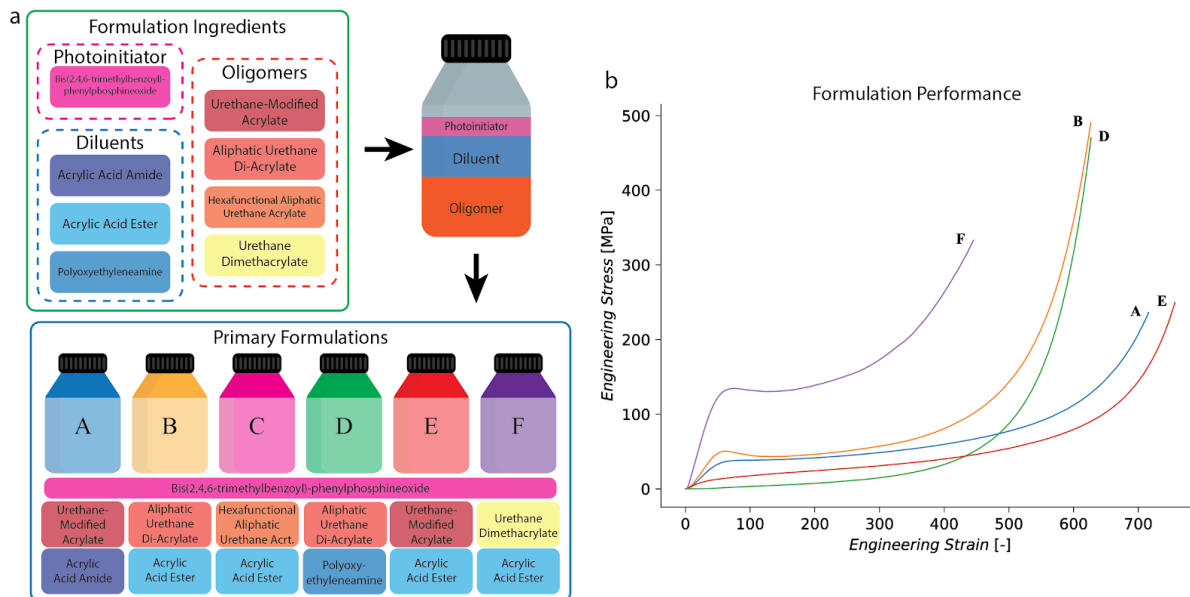 a
Formulation Ingredients
Photoinitiator
Bis(2,4,6-trimethylbenzoyl)-
phenylphosphineoxide
Diluents
Acrylic Acid Amide
Acrylic Acid Ester
Polyoxyethyleneamine
Oligomers
Urethane-Modified
Acrylate
Aliphatic Urethane
Di-Acrylate
Hexafunctional Aliphatic
Urethane Acrylate
Urethane
Dimethacrylate
Photoinitiator
Diluent
Oligomer
Primary Formulations
A B C D E F
Bis(2,4,6-trimethylbenzoyl)-phenylphosphineoxide
Urethane-
Modified
Acrylate
Aliphatic
Urethane
Di-Acrylate
Hexafunctional
Aliphatic
Urethane Acrt.
Aliphatic
Urethane
Di-Acrylate
Urethane-
Modified
Acrylate
Urethane
Dimethacrylate
Acrylic
Acid Amide
Acrylic
Acid Ester
Acrylic
Acid Ester
Polyoxy-
ethyleneamine
Acrylic
Acid Ester
Acrylic
Acid Ester
b
Formulation Performance
Engineering Stress [MPa]
500
400
300
200
100
0
B
D
F
A
E
0 100 200 300 400 500 600 700
Engineering Strain [-]